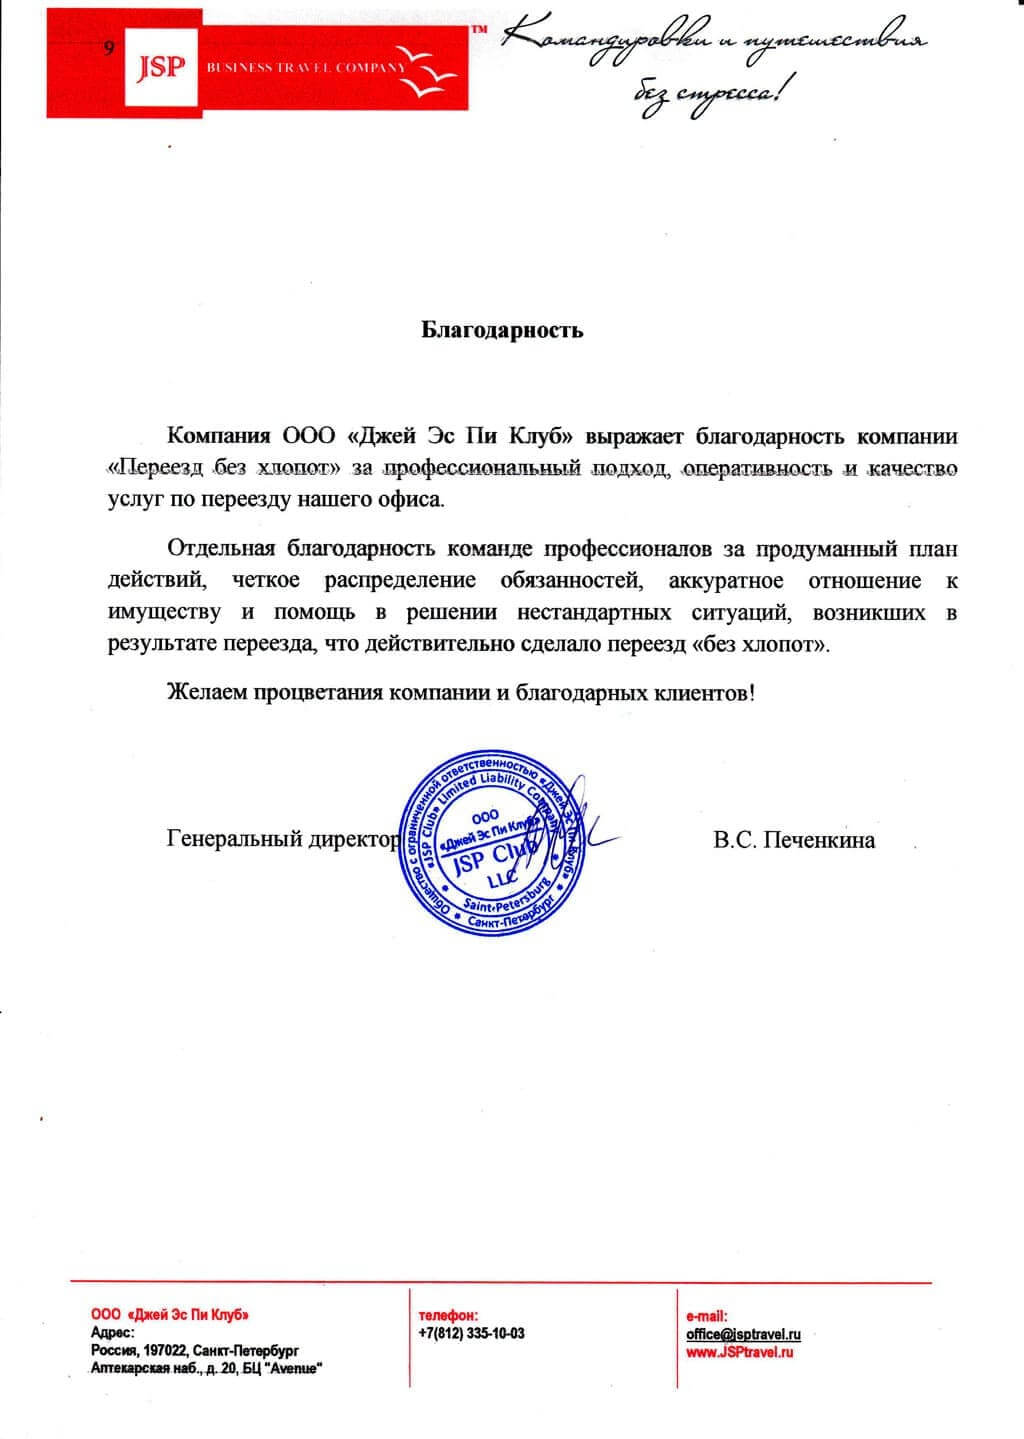 9
JSP
BUSINESS TRAVEL COMPANY
TM
Командировки и путешествия
без стресса!
Благодарность
Компания ООО «Джей Эс Пи Клуб» выражает благодарность компании
«Переезд без хлопот» за профессиональный подход, оперативность и качество
услуг по переезду нашего офиса.
Отдельная благодарность команде профессионалов за продуманный план
действий, четкое распределение обязанностей, аккуратное отношение к
имуществу и помощь в решении нестандартных ситуаций, возникших в
результате переезда, что действительно сделало переезд «без хлопот».
Желаем процветания компании и благодарных клиентов!
Генеральный директор
Общество с ограниченной ответственностью «Джей Эс Пи Клуб»
* Санкт-Петербург *
«JSP Club» Limited Liability Company
* Saint-Petersburg *
ООО
«Джей Эс Пи Клуб»
JSP Club
LLC
В.С. Печенкина
ООО «Джей Эс Пи Клуб»
Адрес:
Россия, 197022, Санкт-Петербург
Аптекарская наб., д. 20, БЦ "Avenue"
телефон:
+7(812) 335-10-03
e-mail:
office@jsptravel.ru
www.JSPtravel.ru